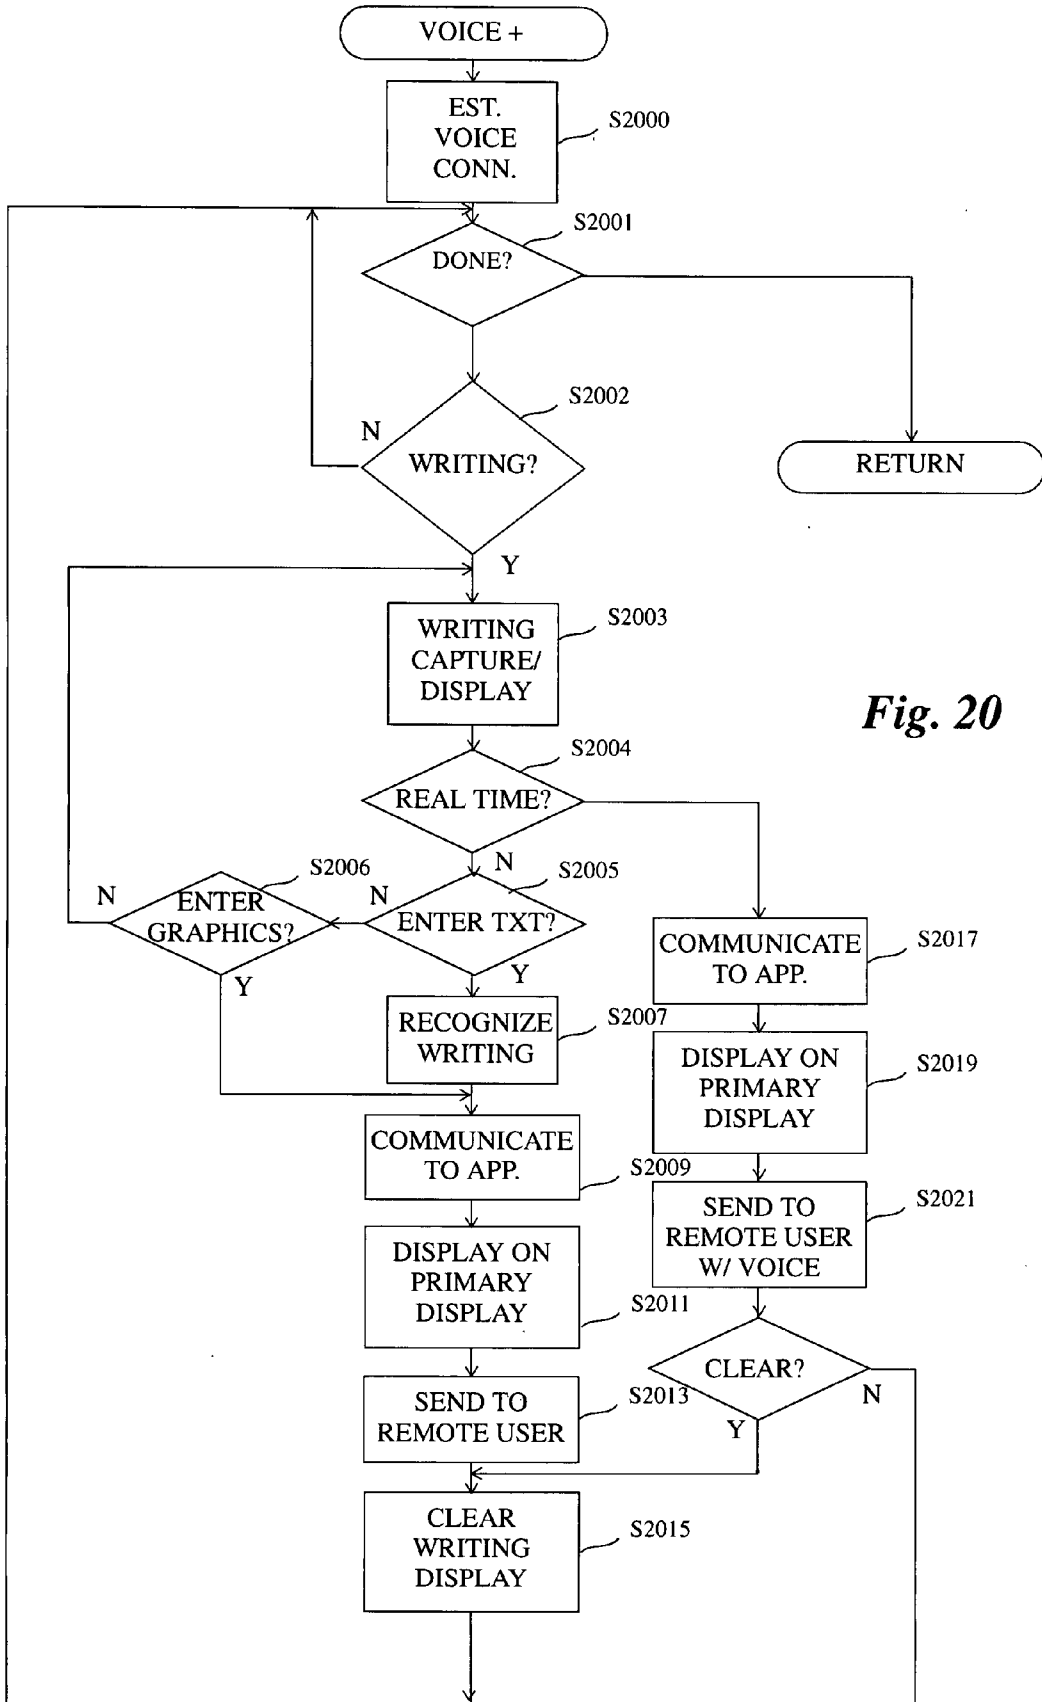 VOICE +
EST.
VOICE
CONN.
S2000
S2001
DONE?
S2002
N
WRITING?
RETURN
Y
WRITING
CAPTURE/
DISPLAY
S2003
Fig. 20
S2004
REAL TIME?
N
S2005
S2006
N
N
ENTER
GRAPHICS?
ENTER TXT?
Y
Y
COMMUNICATE
TO APP.
S2017
RECOGNIZE
WRITING
S2007
DISPLAY ON
PRIMARY
DISPLAY
S2019
COMMUNICATE
TO APP.
S2009
SEND TO
REMOTE USER
W/ VOICE
S2021
DISPLAY ON
PRIMARY
DISPLAY
S2011
CLEAR?
N
Y
SEND TO
REMOTE USER
S2013
CLEAR
WRITING
DISPLAY
S2015